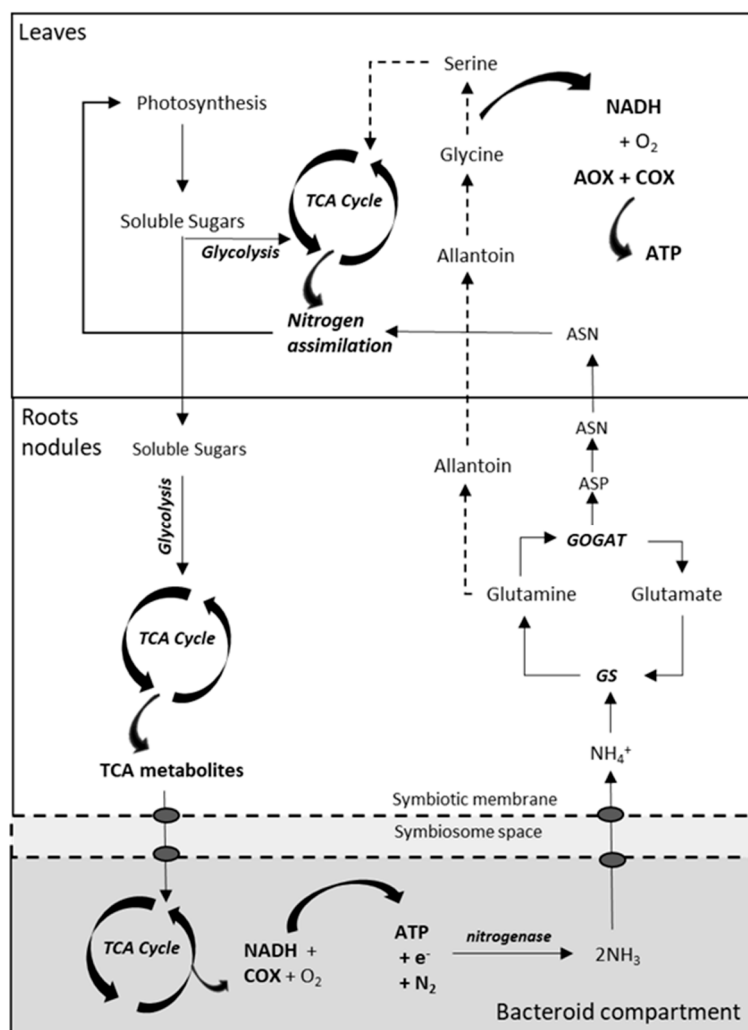 Leaves
Serine
Photosynthesis
NADH
+ O₂
AOX + COX
ATP
Glycine
TCA Cycle
Soluble Sugars
Glycolysis
Allantoin
Nitrogen
assimilation
ASN
Roots
nodules
Soluble Sugars
Glycolysis
Allantoin
ASN
ASP
GOGAT
Glutamine
Glutamate
TCA Cycle
GS
NH₄⁺
TCA metabolites
Symbiotic membrane
Symbiosome space
TCA Cycle
NADH +
COX + O₂
ATP
+ e⁻
+ N₂
nitrogenase
2NH₃
Bacteroid compartment